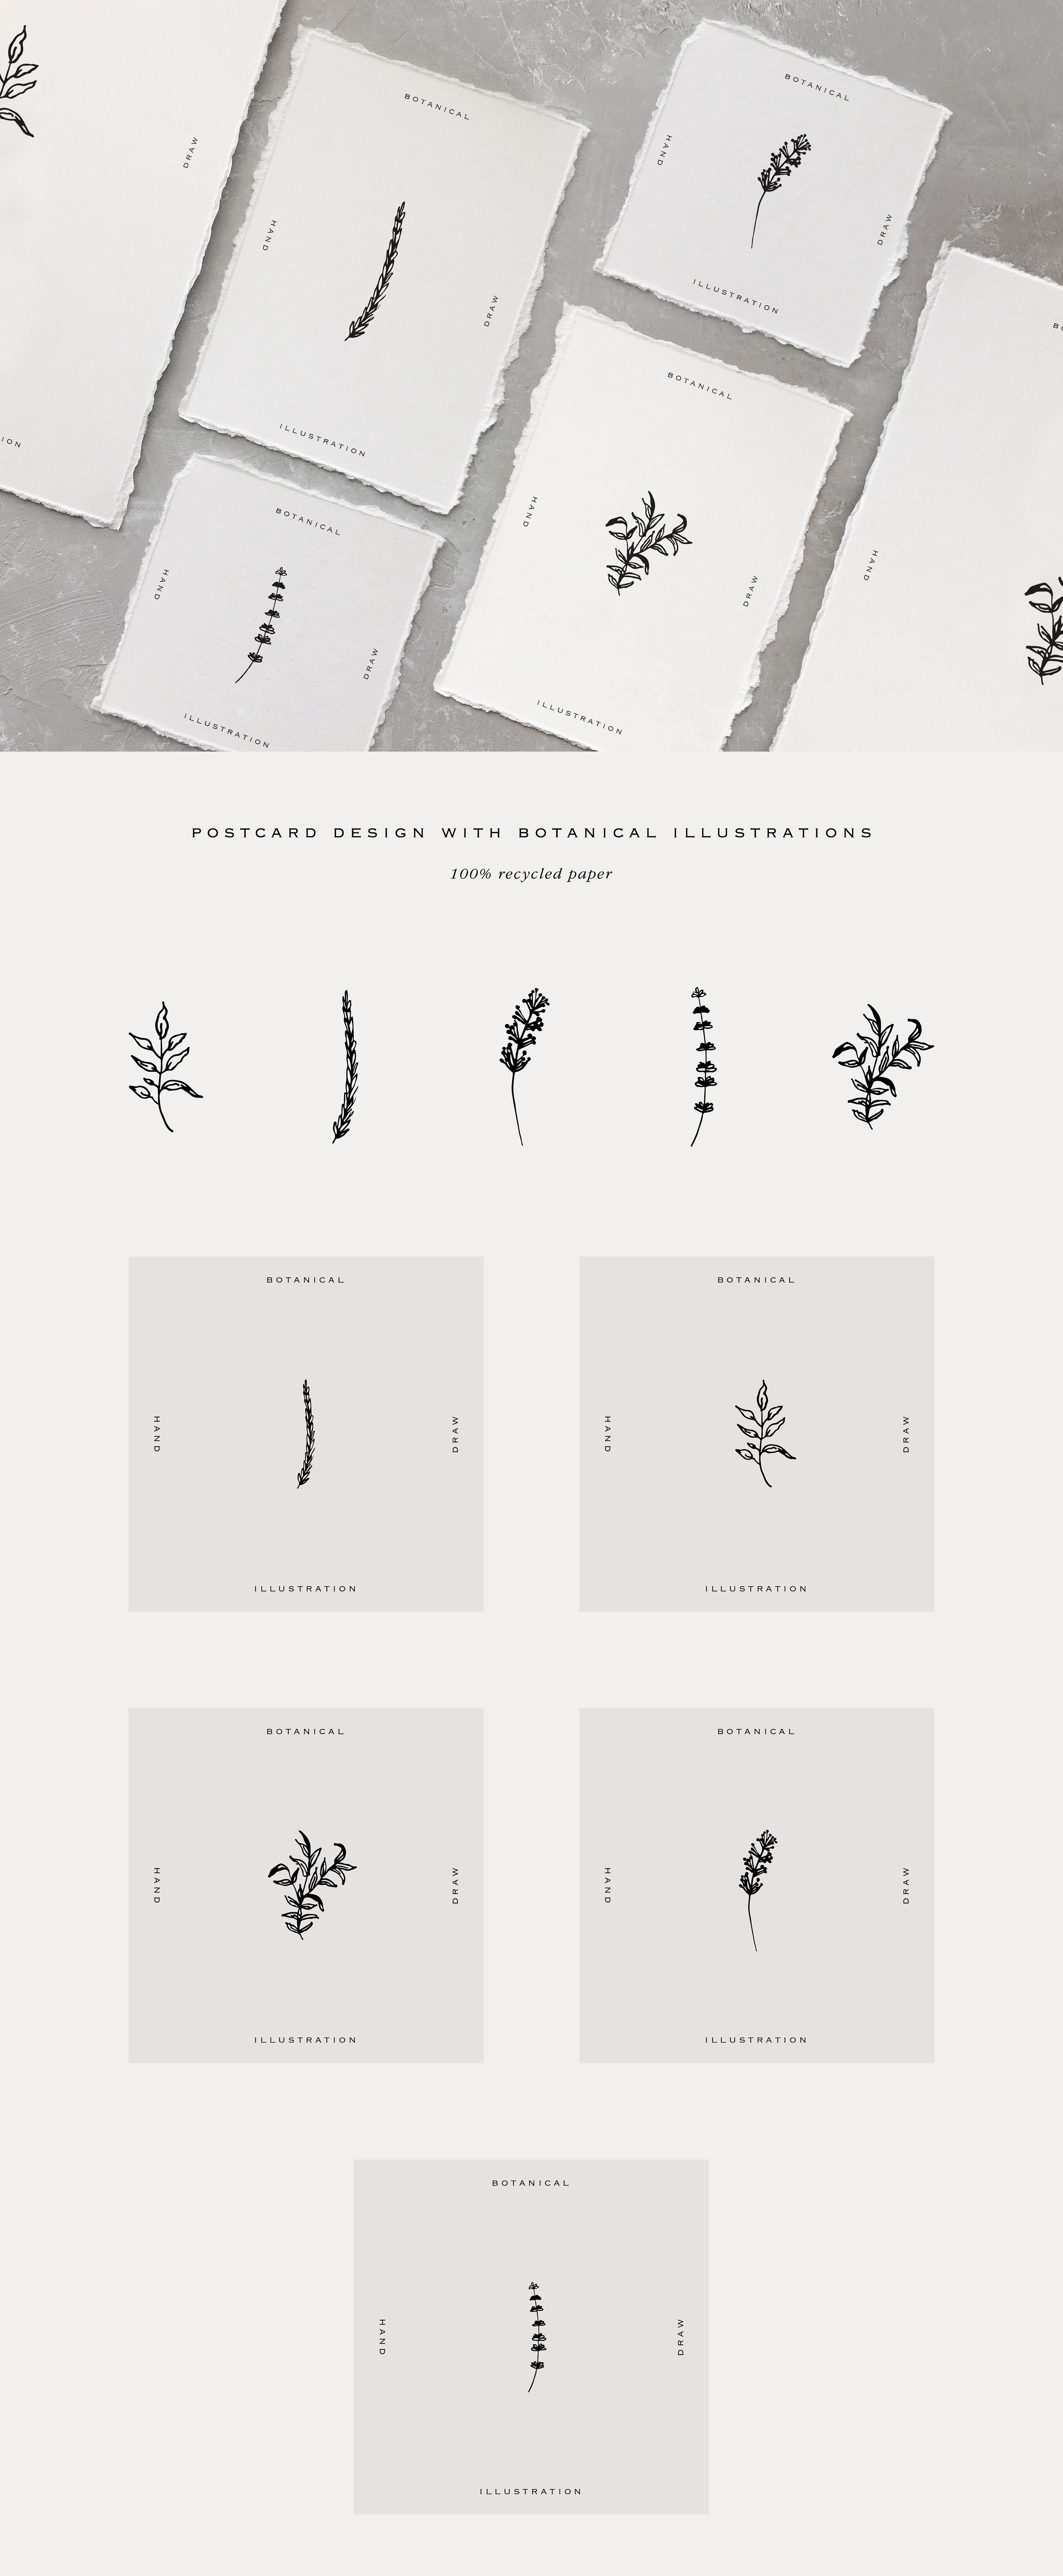 DRAW
BOTANICAL
HAND
DRAW
ILLUSTRATION
BOTANICAL
HAND
DRAW
ILLUSTRATION
BOTANICAL
HAND
DRAW
ILLUSTRATION
BOTANICAL
HAND
DRAW
ILLUSTRATION
HAND
POSTCARD DESIGN WITH BOTANICAL ILLUSTRATIONS
100% recycled paper
BOTANICAL
HAND
DRAW
ILLUSTRATION
BOTANICAL
HAND
DRAW
ILLUSTRATION
BOTANICAL
HAND
DRAW
ILLUSTRATION
BOTANICAL
HAND
DRAW
ILLUSTRATION
BOTANICAL
HAND
DRAW
ILLUSTRATION